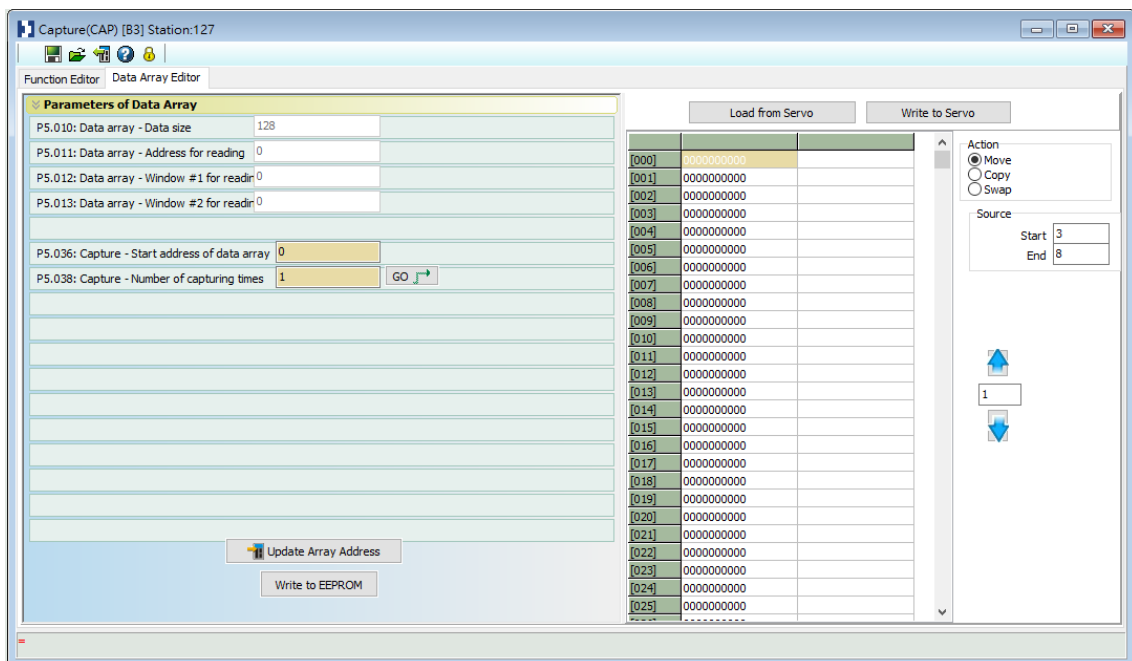 Capture(CAP) [B3] Station:127
Function Editor Data Array Editor
Parameters of Data Array
P5.010: Data array - Data size 128
P5.011: Data array - Address for reading 0
P5.012: Data array - Window #1 for readin 0
P5.013: Data array - Window #2 for readin 0
P5.036: Capture - Start address of data array 0
P5.038: Capture - Number of capturing times 1 GO
Update Array Address
Write to EEPROM
Load from Servo Write to Servo
[000] 0000000000
[001] 0000000000
[002] 0000000000
[003] 0000000000
[004] 0000000000
[005] 0000000000
[006] 0000000000
[007] 0000000000
[008] 0000000000
[009] 0000000000
[010] 0000000000
[011] 0000000000
[012] 0000000000
[013] 0000000000
[014] 0000000000
[015] 0000000000
[016] 0000000000
[017] 0000000000
[018] 0000000000
[019] 0000000000
[020] 0000000000
[021] 0000000000
[022] 0000000000
[023] 0000000000
[024] 0000000000
[025] 0000000000
Action
Move
Copy
Swap
Source
Start 3
End 8
1
=